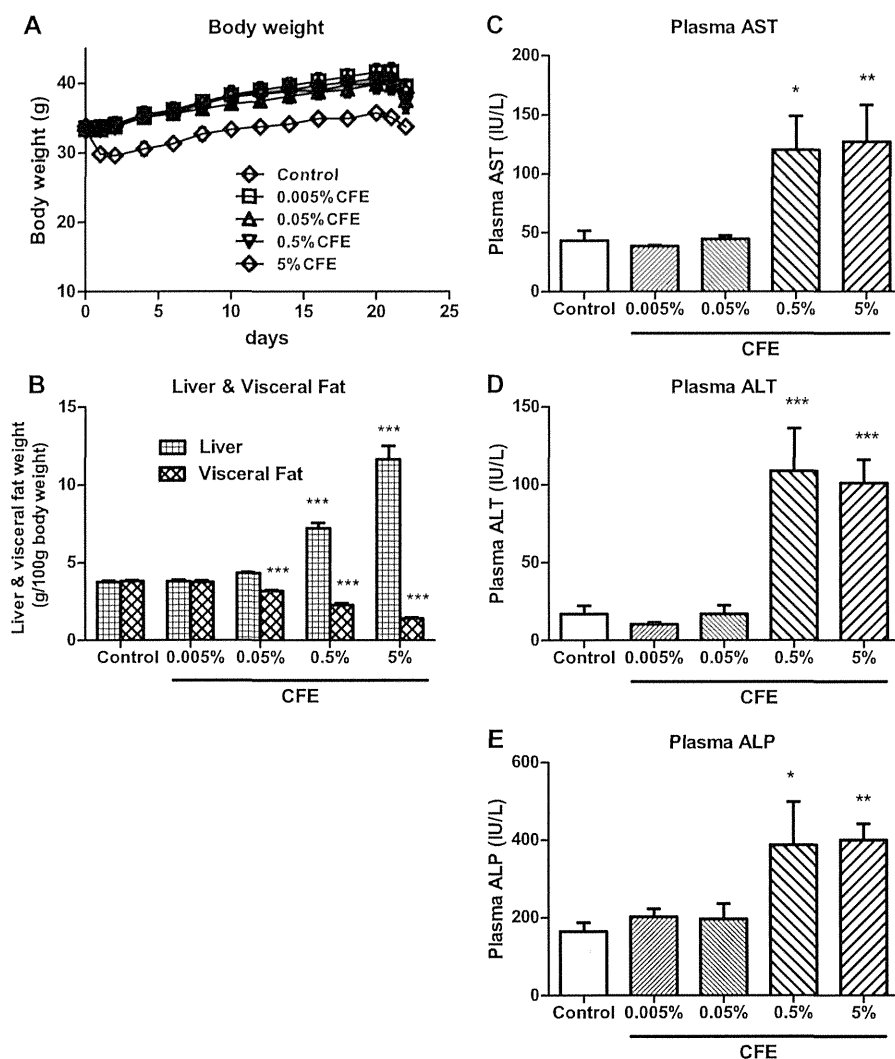 A
Body weight
Body weight (g)
40
30
20
10
0
5
10
15
20
25
days
Control
0.005%CFE
0.05%CFE
0.5%CFE
5%CFE
B
Liver & Visceral Fat
Liver & visceral fat weight
(g/100g body weight)
15
10
5
0
Liver
Visceral Fat
***
***
***
***
***
Control
0.005%
0.05%
0.5%
5%
CFE
C
Plasma AST
Plasma AST (IU/L)
200
150
100
50
0
*
**
Control
0.005%
0.05%
0.5%
5%
CFE
D
Plasma ALT
Plasma ALT (IU/L)
150
100
50
0
***
***
Control
0.005%
0.05%
0.5%
5%
CFE
E
Plasma ALP
Plasma ALP (IU/L)
600
400
200
0
*
**
Control
0.005%
0.05%
0.5%
5%
CFE